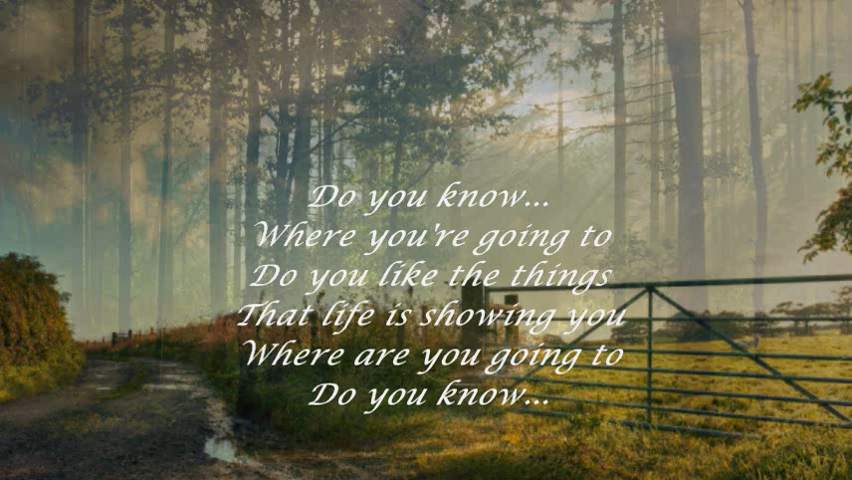 Do you know...
Where you're going to
Do you like the things
That life is showing you
Where are you going to
Do you know...